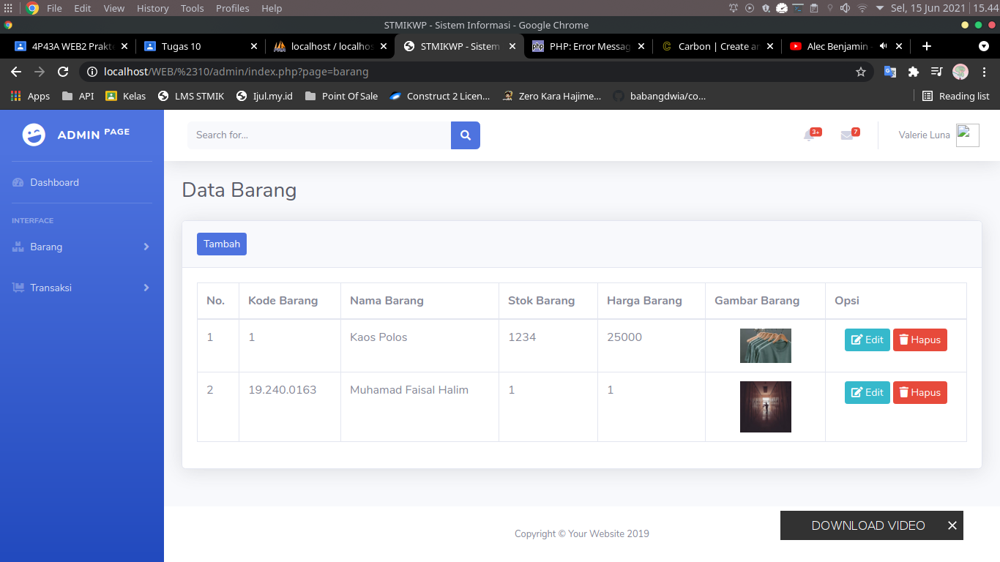 File Edit View History Tools Profiles Help Sel, 15 Jun 2021 15.44
STMIKWP - Sistem Informasi - Google Chrome
4P43A WEB2 Prakt Tugas 10 localhost / localhos STMIKWP - Sistem PHP: Error Messag Carbon | Create a Alec Benjamin -
localhost/WEB/%2310/admin/index.php?page=barang
Apps API Kelas LMS STMIK Ijul.my.id Point Of Sale Construct 2 Licen... Zero Kara Hajime... babangdwia/co... Reading list
ADMIN PAGE
Search for...
3+ 7
Valerie Luna
Dashboard
INTERFACE
Barang
Transaksi
Data Barang
Tambah
No. Kode Barang Nama Barang Stok Barang Harga Barang Gambar Barang Opsi
1 1 Kaos Polos 1234 25000 Edit Hapus
2 19.240.0163 Muhamad Faisal Halim 1 1 Edit Hapus
Copyright © Your Website 2019
DOWNLOAD VIDEO